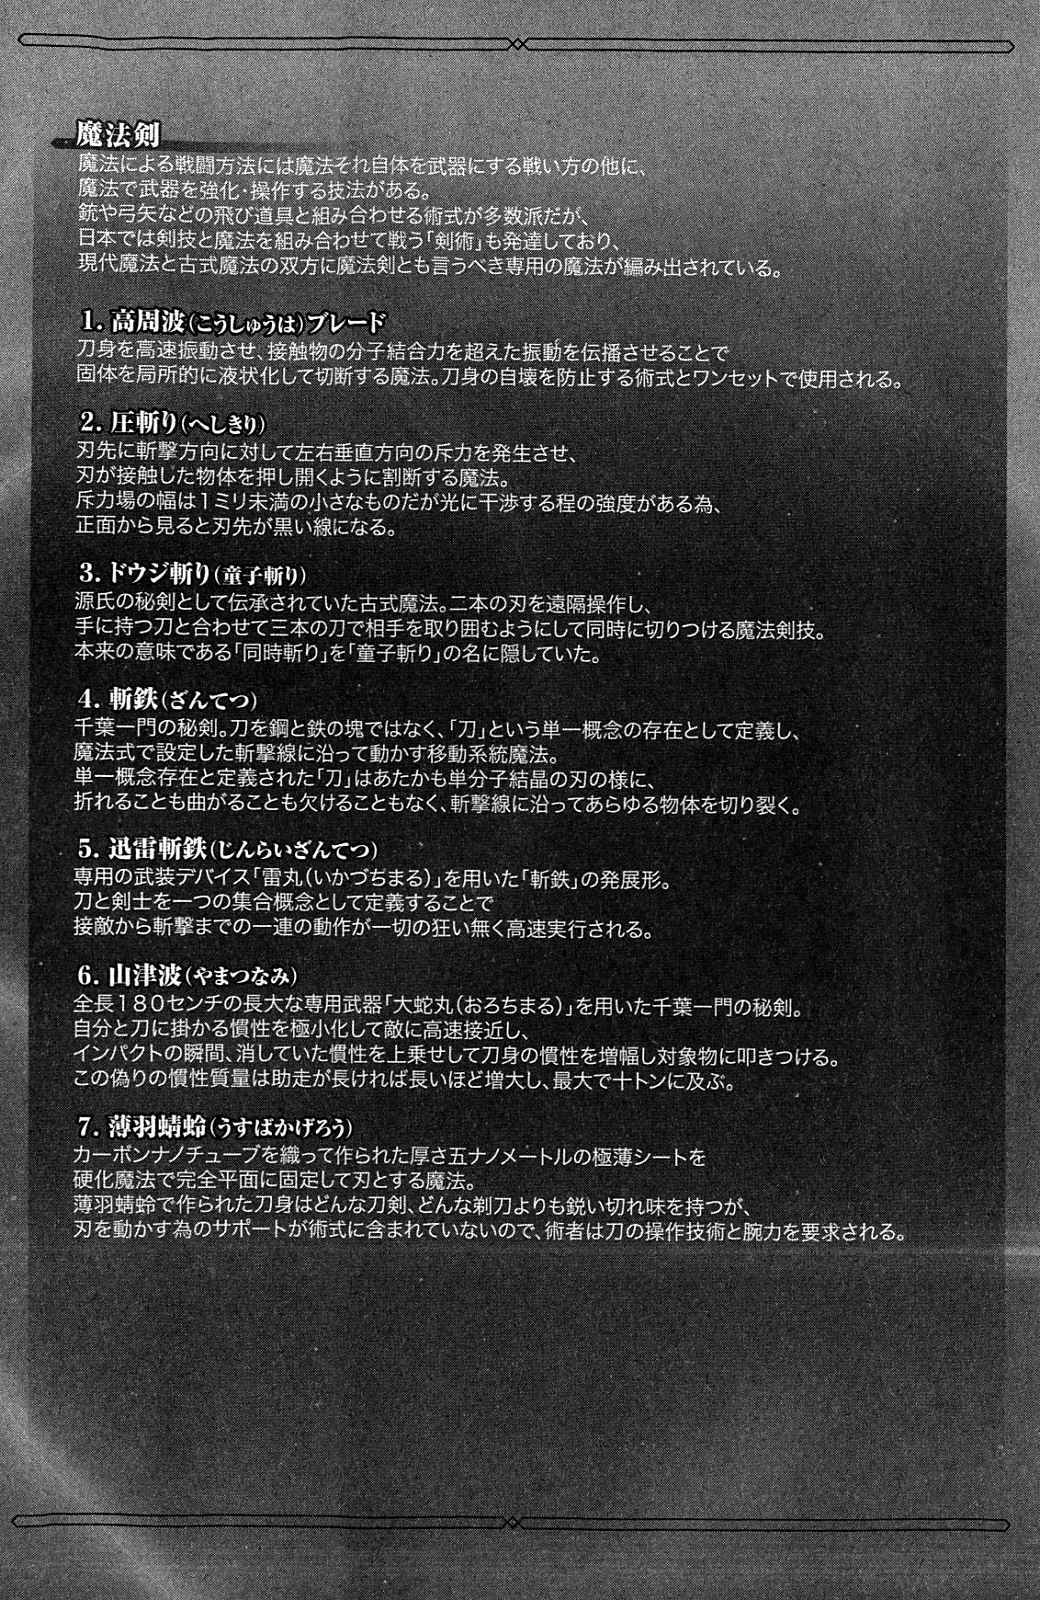 魔法剣
魔法による戦闘方法には魔法それ自体を武器にする戦い方の他に、
魔法で武器を強化・操作する技法がある。
銃や弓矢などの飛び道具と組み合わせる術式が多数派だが、
日本では剣技と魔法を組み合わせて戦う「剣術」も発達しており、
現代魔法と古式魔法の双方に魔法剣とも言うべき専用の魔法が編み出されている。
1. 高周波(こうしゅうは)ブレード
刀身を高速振動させ、接触物の分子結合力を超えた振動を伝播させることで
固体を局所的に液状化して切断する魔法。刀身の自壊を防止する術式とワンセットで使用される。
2. 圧斬り(へしきり)
刃先に斬撃方向に対して左右垂直方向の斥力を発生させ、
刃が接触した物体を押し開くように割断する魔法。
斥力場の幅は1ミリ未満の小さなものだが光に干渉する程の強度がある為、
正面から見ると刃先が黒い線になる。
3. ドウジ斬り(童子斬り)
源氏の秘剣として伝承されていた古式魔法。二本の刃を遠隔操作し、
手に持つ刀と合わせて三本の刀で相手を取り囲むようにして同時に切りつける魔法剣技。
本来の意味である「同時斬り」を「童子斬り」の名に隠していた。
4. 斬鉄(ざんてつ)
千葉一門の秘剣。刀を鋼と鉄の塊ではなく、「刀」という単一概念の存在として定義し、
魔法式で設定した斬撃線に沿って動かす移動系統魔法。
単一概念存在と定義された「刀」はあたかも単分子結晶の刃の様に、
折れることも曲がることも欠けることもなく、斬撃線に沿ってあらゆる物体を切り裂く。
5. 迅雷斬鉄(じんらいざんてつ)
専用の武装デバイス「雷丸(いかづちまる)」を用いた「斬鉄」の発展形。
刀と剣士を一つの集合概念として定義することで
接敵から斬撃までの一連の動作が一切の狂い無く高速実行される。
6. 山津波(やまつなみ)
全長180センチの長大な専用武器「大蛇丸(おろちまる)」を用いた千葉一門の秘剣。
自分と刀に掛かる慣性を極小化して敵に高速接近し、
インパクトの瞬間、消していた慣性を上乗せして刀身の慣性を増幅し対象物に叩きつける。
この偽りの慣性質量は助走が長ければ長いほど増大し、最大で十トンに及ぶ。
7. 薄羽蜻蛉(うすばかげろう)
カーボンナノチューブを織って作られた厚さ五ナノメートルの極薄シートを
硬化魔法で完全平面に固定して刃とする魔法。
薄羽蜻蛉で作られた刀身はどんな刀剣、どんな剃刀よりも鋭い切れ味を持つが、
刃を動かす為のサポートが術式に含まれていないので、術者は刀の操作技術と腕力を要求される。